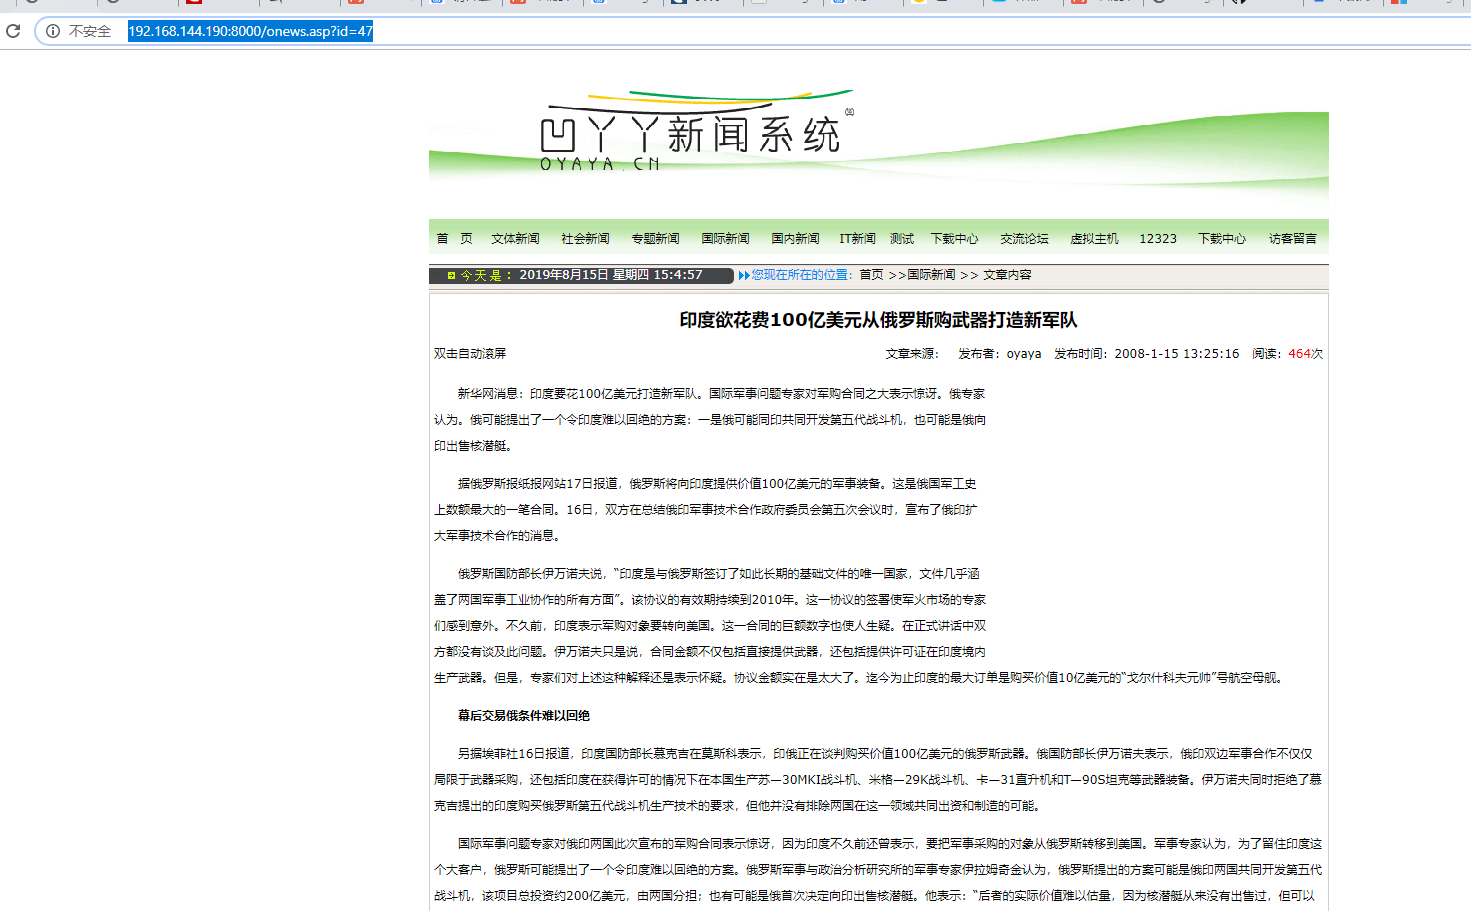 不安全 192.168.144.190:8000/onews.asp?id=47
凹丫丫新闻系统
OYAYA.CN
首 页 文体新闻 社会新闻 专题新闻 国际新闻 国内新闻 IT新闻 测试 下载中心 交流论坛 虚拟主机 12323 下载中心 访客留言
今天是： 2019年8月15日 星期四 15:4:57 您现在所在的位置：首页 >>国际新闻 >> 文章内容
印度欲花费100亿美元从俄罗斯购武器打造新军队
双击自动滚屏 文章来源： 发布者：oyaya 发布时间：2008-1-15 13:25:16 阅读：464次
新华网消息：印度要花100亿美元打造新军队。国际军事问题专家对军购合同之大表示惊讶。俄专家
认为。俄可能提出了一个令印度难以回绝的方案：一是俄可能同印共同开发第五代战斗机，也可能是俄向
印出售核潜艇。
据俄罗斯报纸报网站17日报道，俄罗斯将向印度提供价值100亿美元的军事装备。这是俄国军工史
上数额最大的一笔合同。16日，双方在总结俄印军事技术合作政府委员会第五次会议时，宣布了俄印扩
大军事技术合作的消息。
俄罗斯国防部长伊万诺夫说，“印度是与俄罗斯签订了如此长期的基础文件的唯一国家，文件几乎涵
盖了两国军事工业协作的所有方面”。该协议的有效期持续到2010年。这一协议的签署使军火市场的专家
们感到意外。不久前，印度表示军购对象要转向美国。这一合同的巨额数字也使人生疑。在正式讲话中双
方都没有谈及此问题。伊万诺夫只是说，合同金额不仅包括直接提供武器，还包括提供许可证在印度境内
生产武器。但是，专家们对上述这种解释还是表示怀疑。协议金额实在是太大了。迄今为止印度的最大订单是购买价值10亿美元的“戈尔什科夫元帅”号航空母舰。
幕后交易俄条件难以回绝
另据埃菲社16日报道，印度国防部长慕克吉在莫斯科表示，印俄正在谈判购买价值100亿美元的俄罗斯武器。俄国防部长伊万诺夫表示，俄印双边军事合作不仅仅
局限于武器采购，还包括印度在获得许可的情况下在本国生产苏—30MKI战斗机、米格—29K战斗机、卡—31直升机和T—90S坦克等武器装备。伊万诺夫同时拒绝了慕
克吉提出的印度购买俄罗斯第五代战斗机生产技术的要求，但他并没有排除两国在这一领域共同出资和制造的可能。
国际军事问题专家对俄印两国此次宣布的军购合同表示惊讶，因为印度不久前还曾表示，要把军事采购的对象从俄罗斯转移到美国。军事专家认为，为了留住印度这
个大客户，俄罗斯可能提出了一个令印度难以回绝的方案。俄罗斯军事与政治分析研究所的军事专家伊拉姆奇金认为，俄罗斯提出的方案可能是俄印两国共同开发第五代
战斗机，该项目总投资约200亿美元，由两国分担；也有可能是俄首次决定向印出售核潜艇。他表示：“后者的实际价值难以估量，因为核潜艇从来没有出售过，但可以